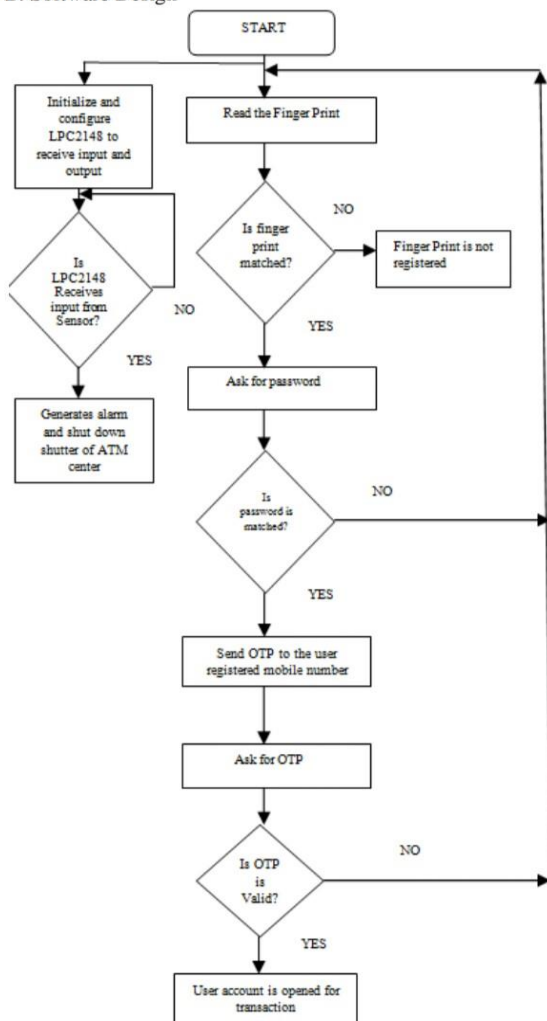 START
Initialize and
configure
LPC2148 to
receive input and
output
Read the Finger Print
Is
LPC2148
Receives
input from
Sensor?
NO
YES
Generates alarm
and shut down
shutter of ATM
center
Is finger
print
matched?
NO
Finger Print is not
registered
YES
Ask for password
Is
password is
matched?
NO
YES
Send OTP to the user
registered mobile number
Ask for OTP
Is OTP
is
Valid?
NO
YES
User account is opened for
transaction